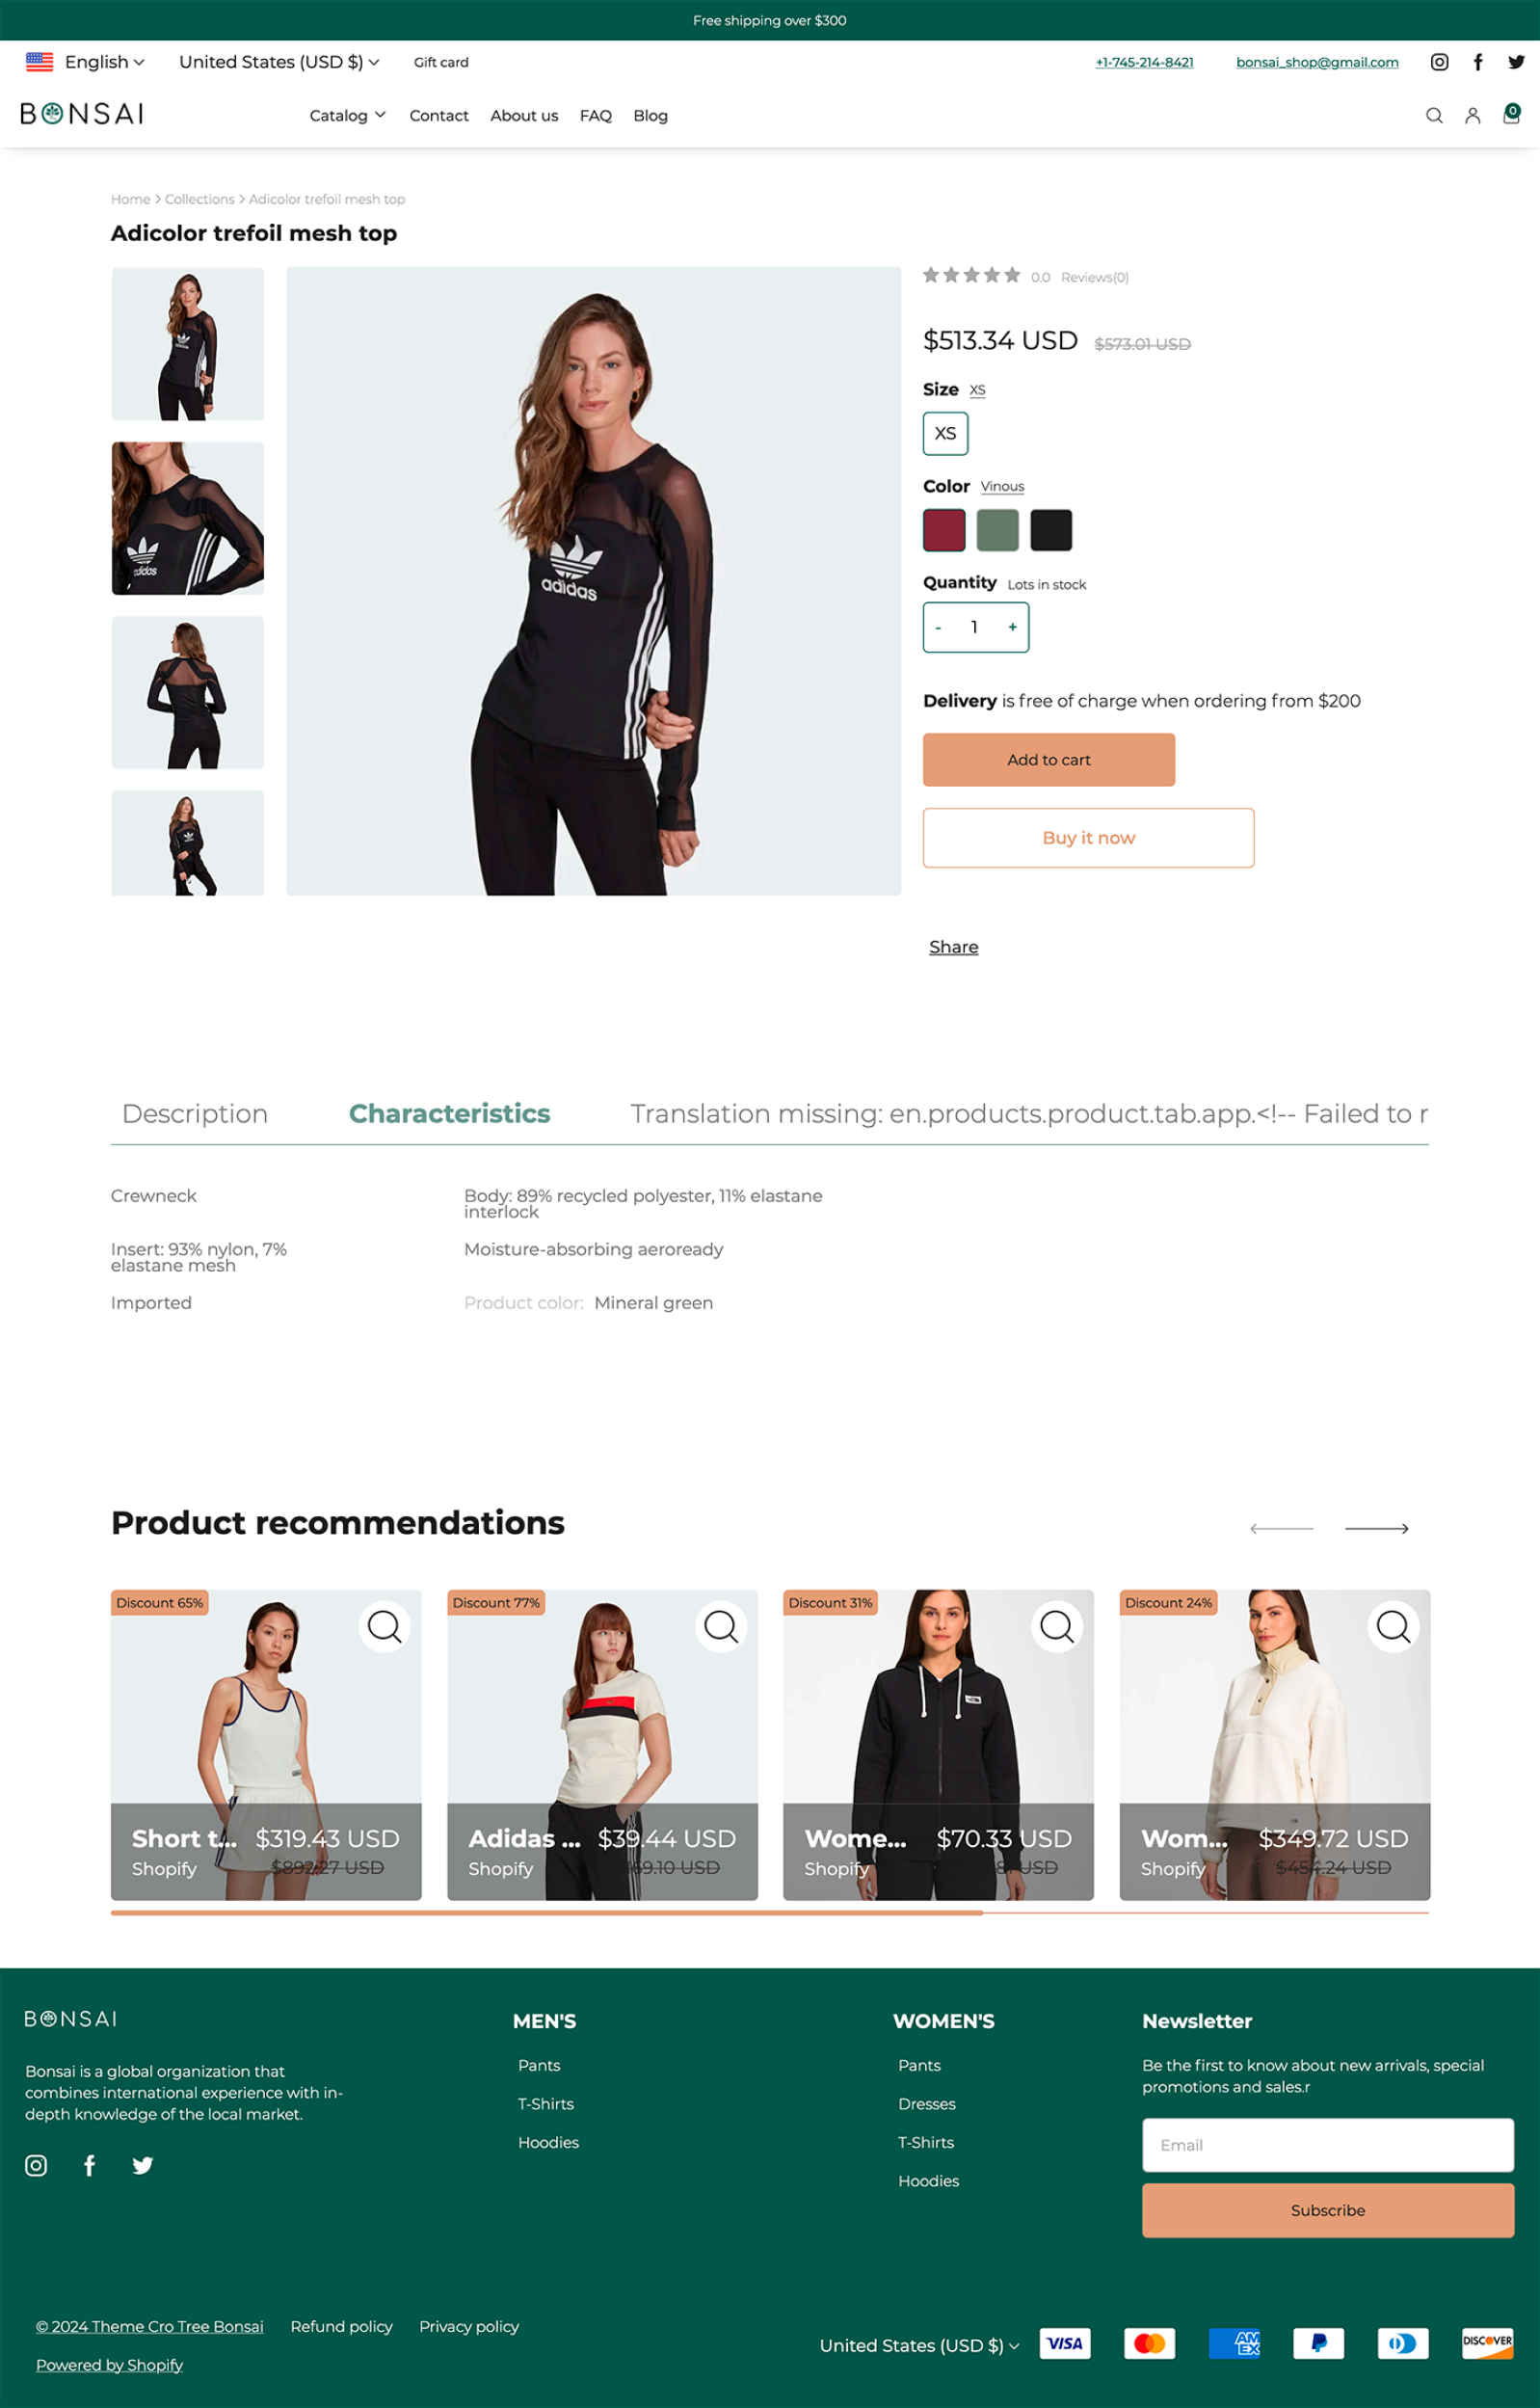 Free shipping over $300
English
United States (USD $)
Gift card
+1-745-214-8421
bonsai_shop@gmail.com
BONSAI
Catalog
Contact
About us
FAQ
Blog
0
Home > Collections > Adicolor trefoil mesh top
Adicolor trefoil mesh top
adidas
adidas
adidas
0.0 Reviews(0)
$513.34 USD $573.01 USD
Size XS
XS
Color Vinous
Quantity Lots in stock
- 1 +
Delivery is free of charge when ordering from $200
Add to cart
Buy it now
Share
Description
Characteristics
Translation missing: en.products.product.tab.app.<!-- Failed to r
Crewneck
Body: 89% recycled polyester, 11% elastane
interlock
Insert: 93% nylon, 7%
elastane mesh
Moisture-absorbing aeroready
Imported
Product color: Mineral green
Product recommendations
Discount 65%
Short t... $319.43 USD
Shopify $892.27 USD
Discount 77%
Adidas ... $39.44 USD
Shopify 69.10 USD
Discount 31%
Wome... $70.33 USD
Shopify USD
Discount 24%
Wom... $349.72 USD
Shopify $454.24 USD
BONSAI
Bonsai is a global organization that
combines international experience with in-
depth knowledge of the local market.
MEN'S
Pants
T-Shirts
Hoodies
WOMEN'S
Pants
Dresses
T-Shirts
Hoodies
Newsletter
Be the first to know about new arrivals, special
promotions and sales.r
Email
Subscribe
© 2024 Theme Cro Tree Bonsai
Refund policy
Privacy policy
Powered by Shopify
United States (USD $)
VISA
AMEX
DISCOVER